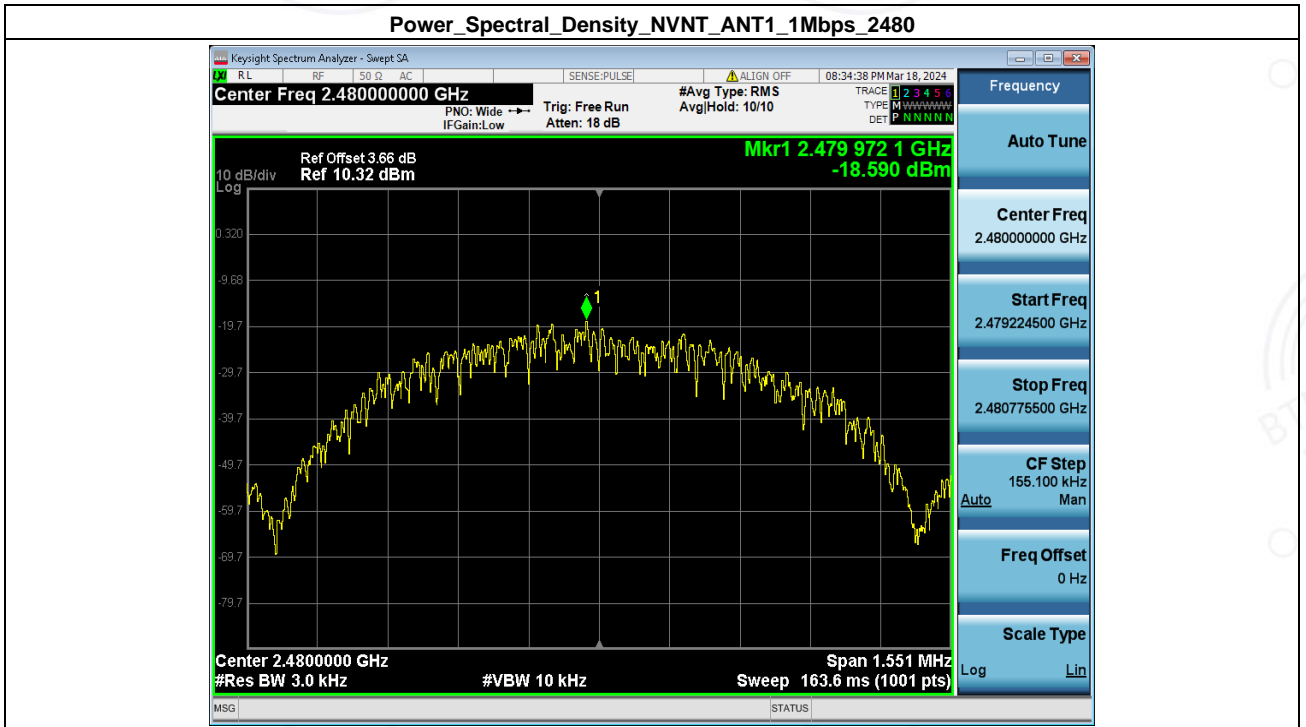 Power_Spectral_Density_NVNT_ANT1_1Mbps_2480
Keysight Spectrum Analyzer - Swept SA
LXI RL RF 50 Ω AC SENSE:PULSE ALIGN OFF 08:34:38 PM Mar 18, 2024
Center Freq 2.480000000 GHz
PNO: Wide
IFGain:Low
Trig: Free Run
Atten: 18 dB
#Avg Type: RMS
Avg|Hold: 10/10
TRACE 1 2 3 4 5 6
TYPE M WWWWW
DET P N N N N N
Mkr1 2.479 972 1 GHz
-18.590 dBm
Ref Offset 3.66 dB
10 dB/div Ref 10.32 dBm
Log
0.320
-9.68
-19.7
-29.7
-39.7
-49.7
-59.7
-69.7
-79.7
1
Center 2.4800000 GHz Span 1.551 MHz
#Res BW 3.0 kHz #VBW 10 kHz Sweep 163.6 ms (1001 pts)
MSG STATUS
Frequency
Auto Tune
Center Freq
2.480000000 GHz
Start Freq
2.479224500 GHz
Stop Freq
2.480775500 GHz
CF Step
155.100 kHz
Auto Man
Freq Offset
0 Hz
Scale Type
Log Lin